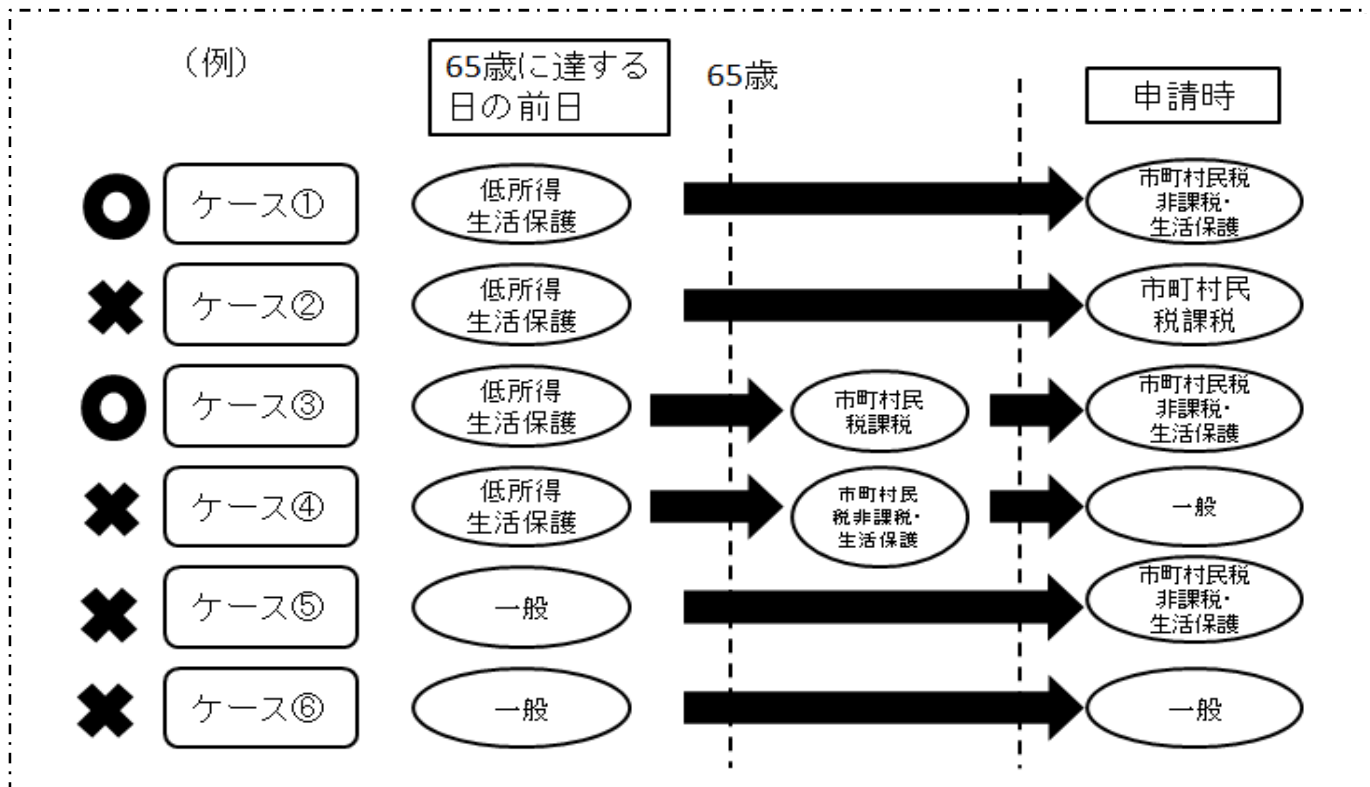 (例)
65歳に達する
日の前日
65歳
申請時
ケース①
低所得
生活保護
市町村民税
非課税・
生活保護
ケース②
低所得
生活保護
市町村民
税課税
ケース③
低所得
生活保護
市町村民
税課税
市町村民税
非課税・
生活保護
ケース④
低所得
生活保護
市町村民
税非課税・
生活保護
一般
ケース⑤
一般
市町村民税
非課税・
生活保護
ケース⑥
一般
一般